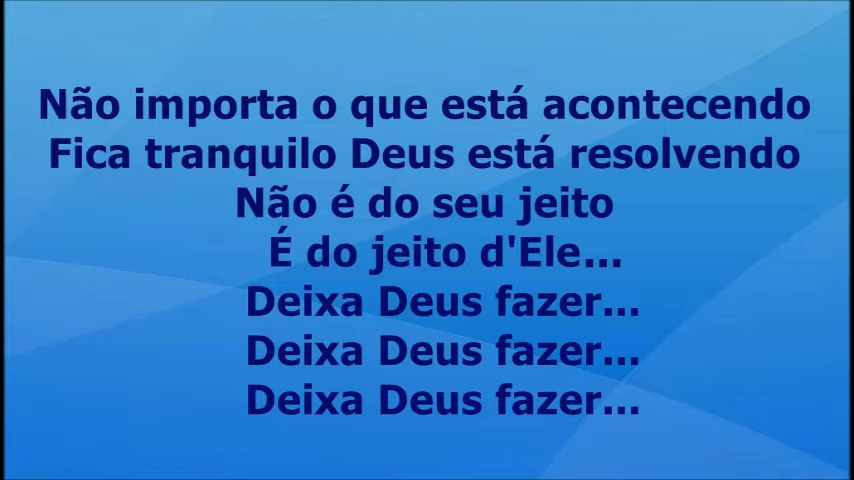 Não importa o que está acontecendo
Fica tranquilo Deus está resolvendo
Não é do seu jeito
É do jeito d'Ele...
Deixa Deus fazer...
Deixa Deus fazer...
Deixa Deus fazer...